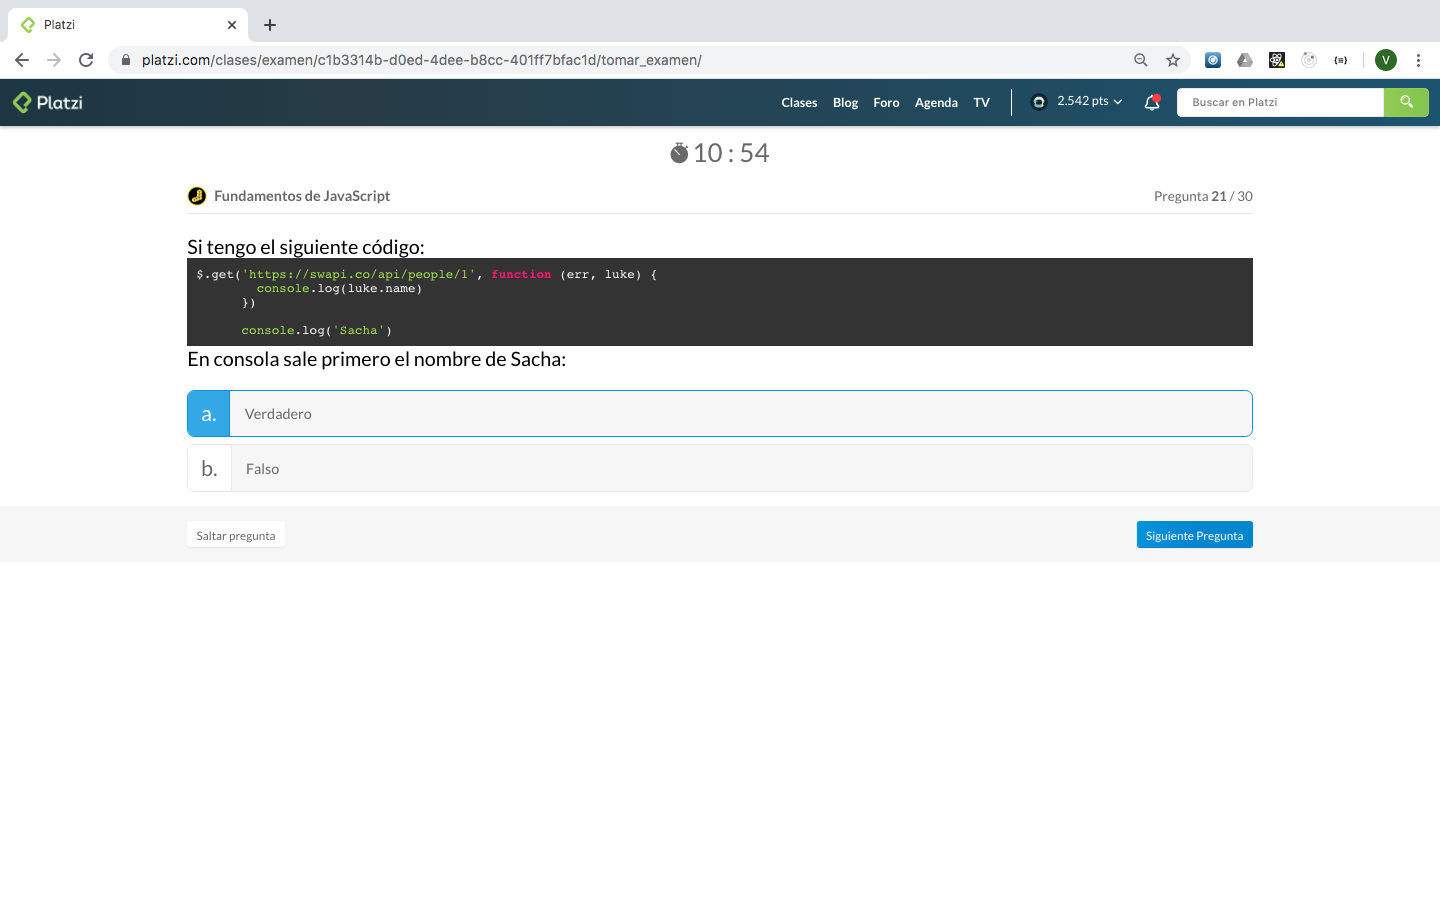 Platzi
platzi.com/clases/examen/c1b3314b-d0ed-4dee-b8cc-401ff7bfac1d/tomar_examen/
V
Platzi
Clases Blog Foro Agenda TV 2.542 pts Buscar en Platzi
10 : 54
Fundamentos de JavaScript Pregunta 21 / 30
Si tengo el siguiente código:
$.get('https://swapi.co/api/people/1', function (err, luke) {
console.log(luke.name)
})
console.log('Sacha')
En consola sale primero el nombre de Sacha:
a. Verdadero
b. Falso
Saltar pregunta Siguiente Pregunta